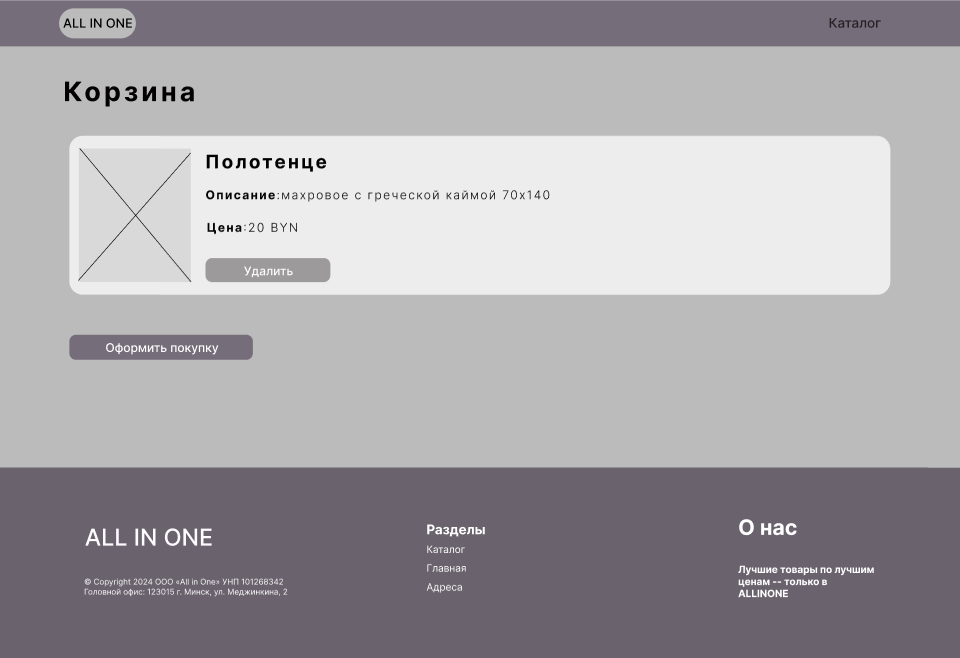 ALL IN ONE
Каталог
Корзина
Полотенце
Описание:махровое с греческой каймой 70х140
Цена:20 BYN
Удалить
Оформить покупку
ALL IN ONE
© Copyright 2024 ООО «All in One» УНП 101268342
Головной офис: 123015 г. Минск, ул. Меджинкина, 2
Разделы
Каталог
Главная
Адреса
О нас
Лучшие товары по лучшим
ценам -- только в
ALLINONE